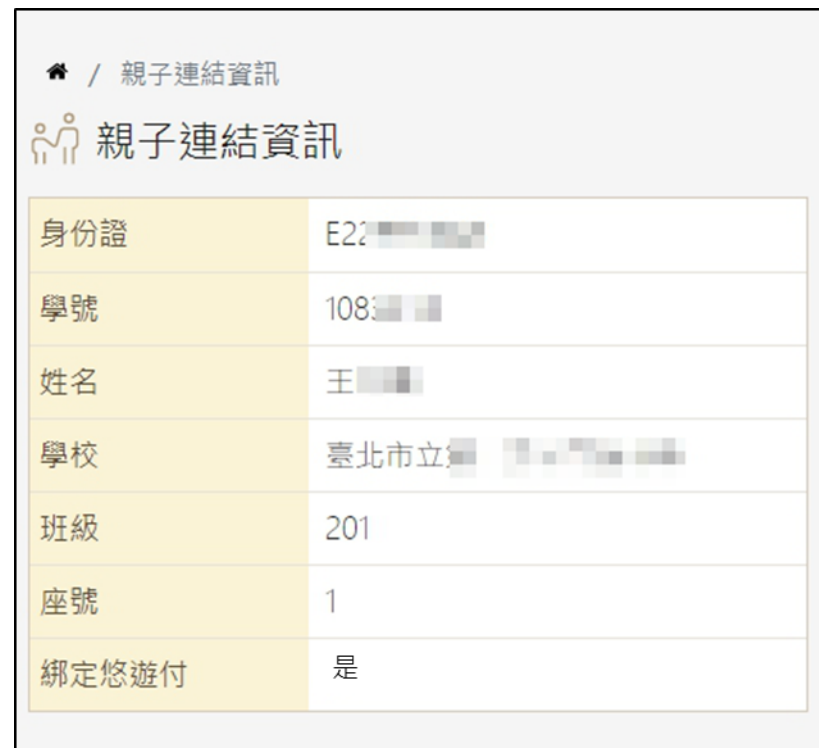 / 親子連結資訊
親子連結資訊
身份證 E22
學號 108
姓名 王
學校 臺北市立
班級 201
座號 1
綁定悠遊付 是